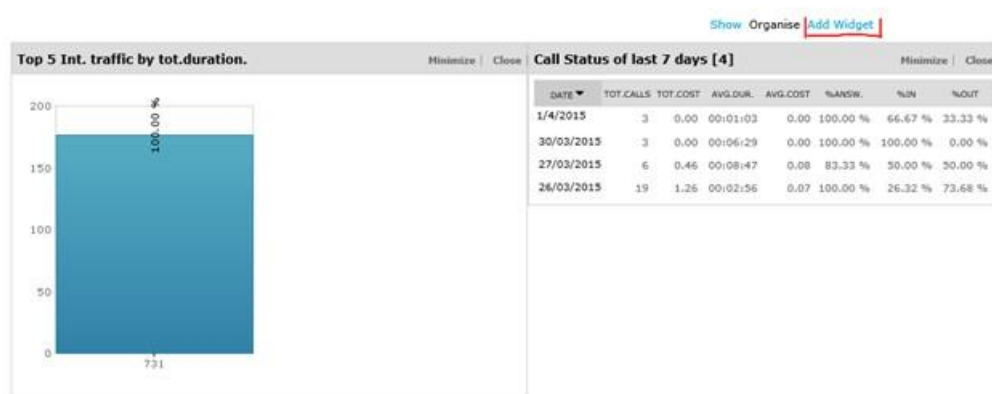 Show Organise Add Widget
Top 5 Int. traffic by tot.duration. Minimize | Close
200
150
100
50
0
100.00 %
731
Call Status of last 7 days [4] Minimize | Close
DATE TOT.CALLS TOT.COST AVG.DUR. AVG.COST %ANSW. %IN %OUT
1/4/2015 3 0.00 00:01:03 0.00 100.00 % 66.67 % 33.33 %
30/03/2015 3 0.00 00:06:29 0.00 100.00 % 100.00 % 0.00 %
27/03/2015 6 0.46 00:08:47 0.08 83.33 % 50.00 % 50.00 %
26/03/2015 19 1.26 00:02:56 0.07 100.00 % 26.32 % 73.68 %